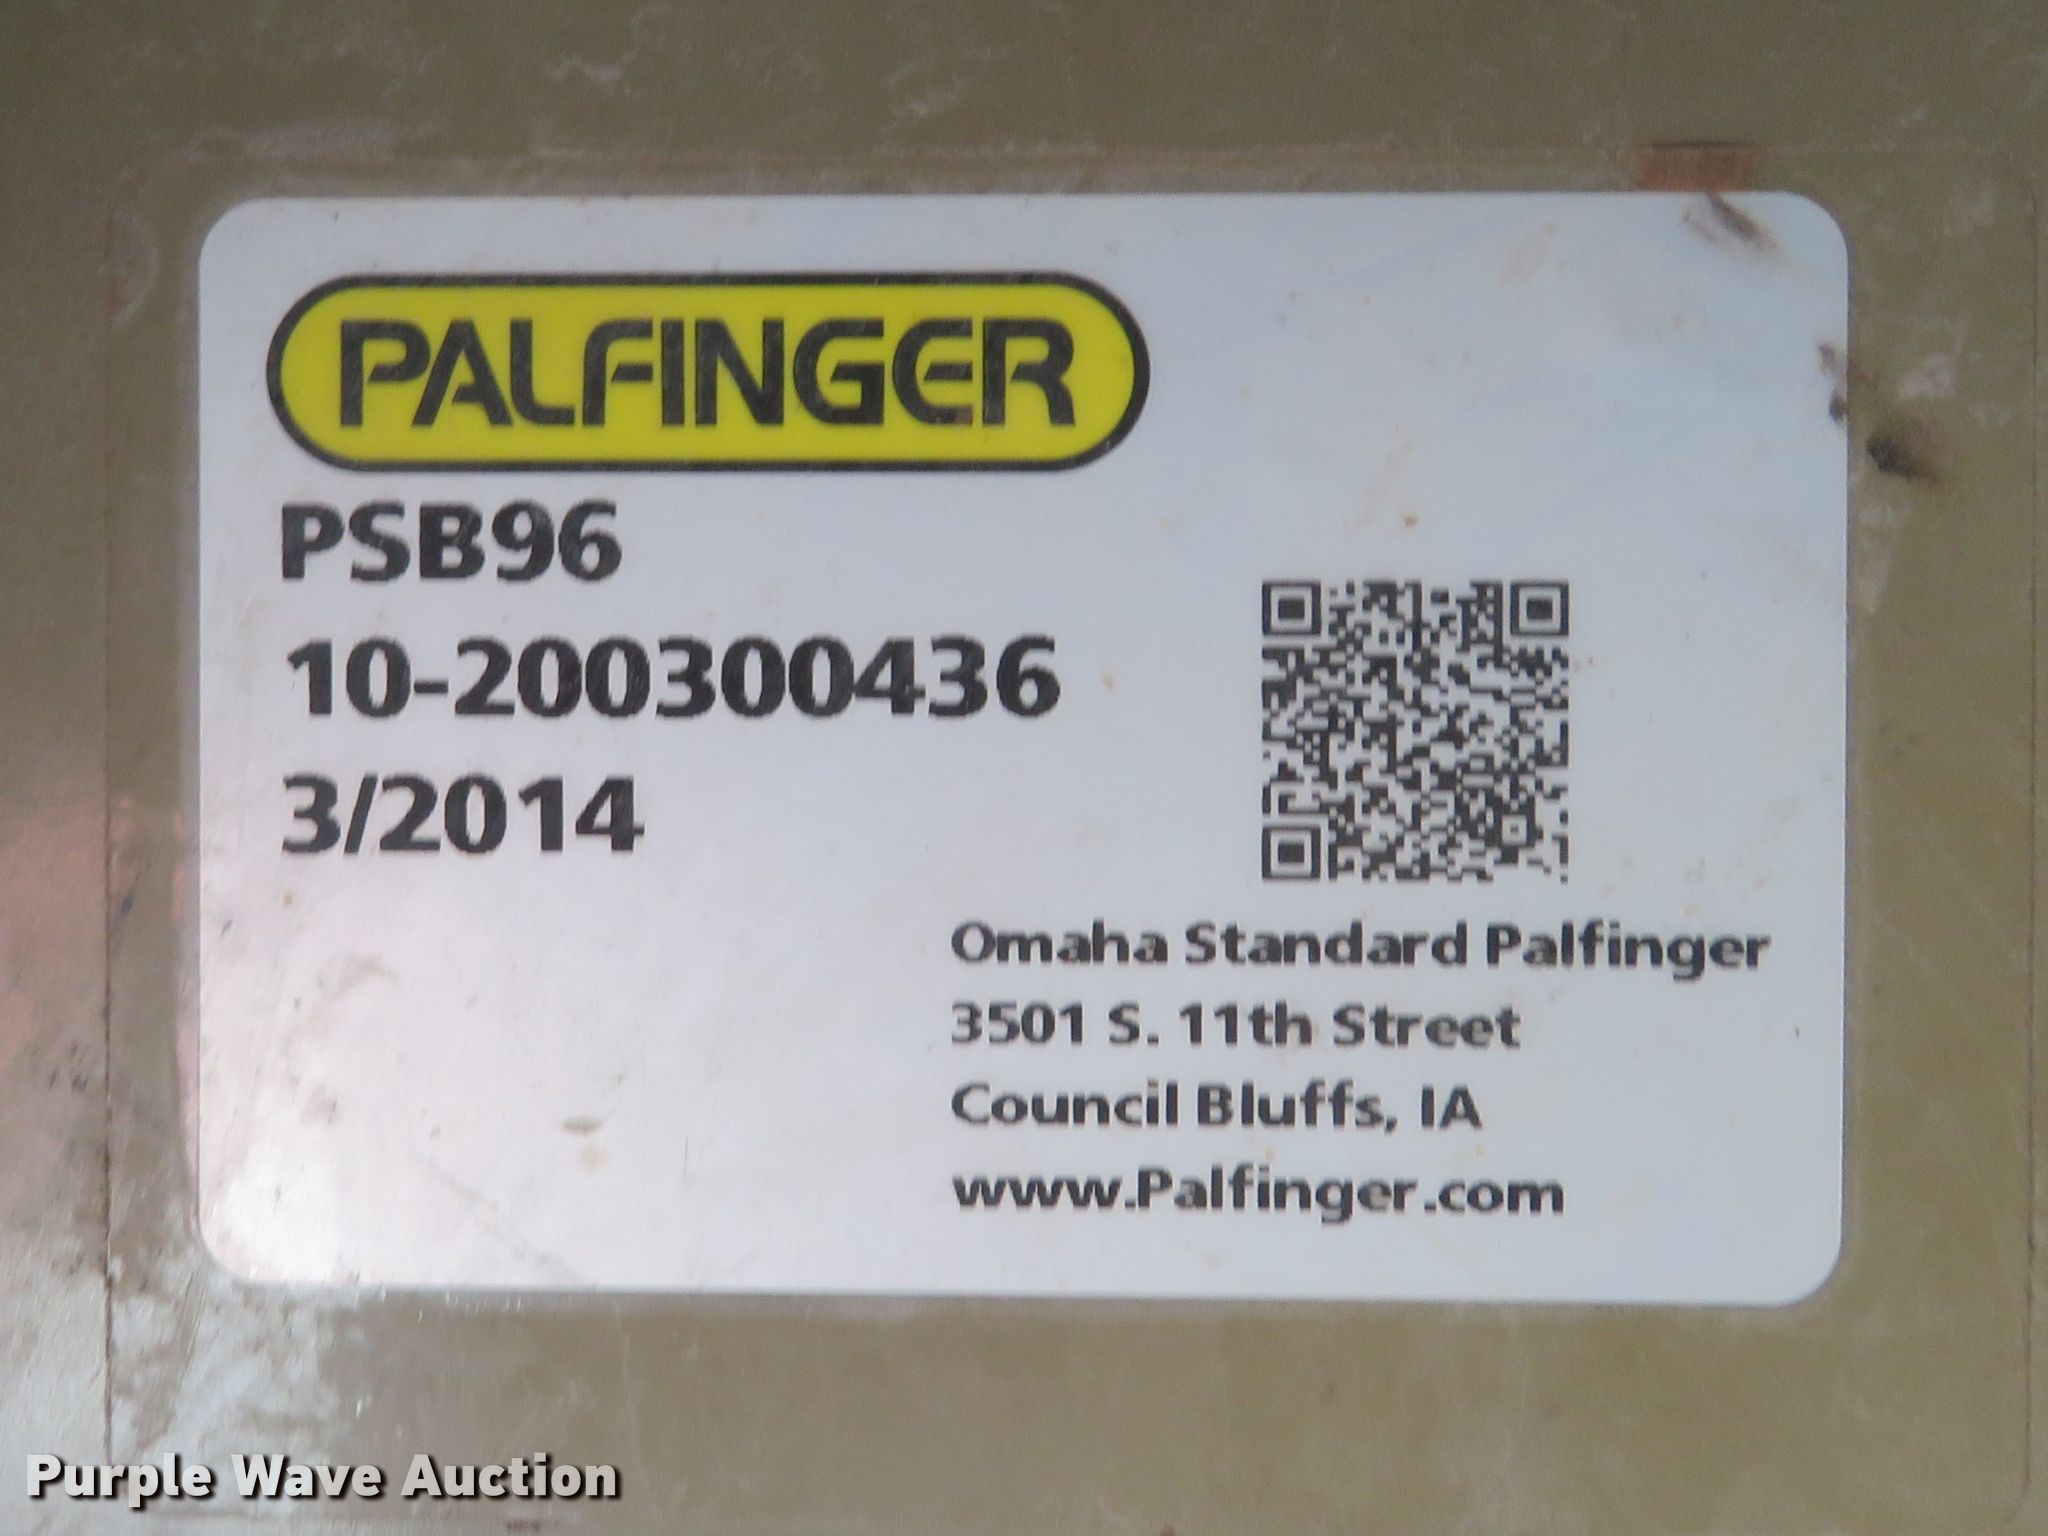 PALFINGER
PSB96
10-200300436
3/2014
Omaha Standard Palfinger
3501 S. 11th Street
Council Bluffs, IA
www.Palfinger.com
Purple Wave Auction